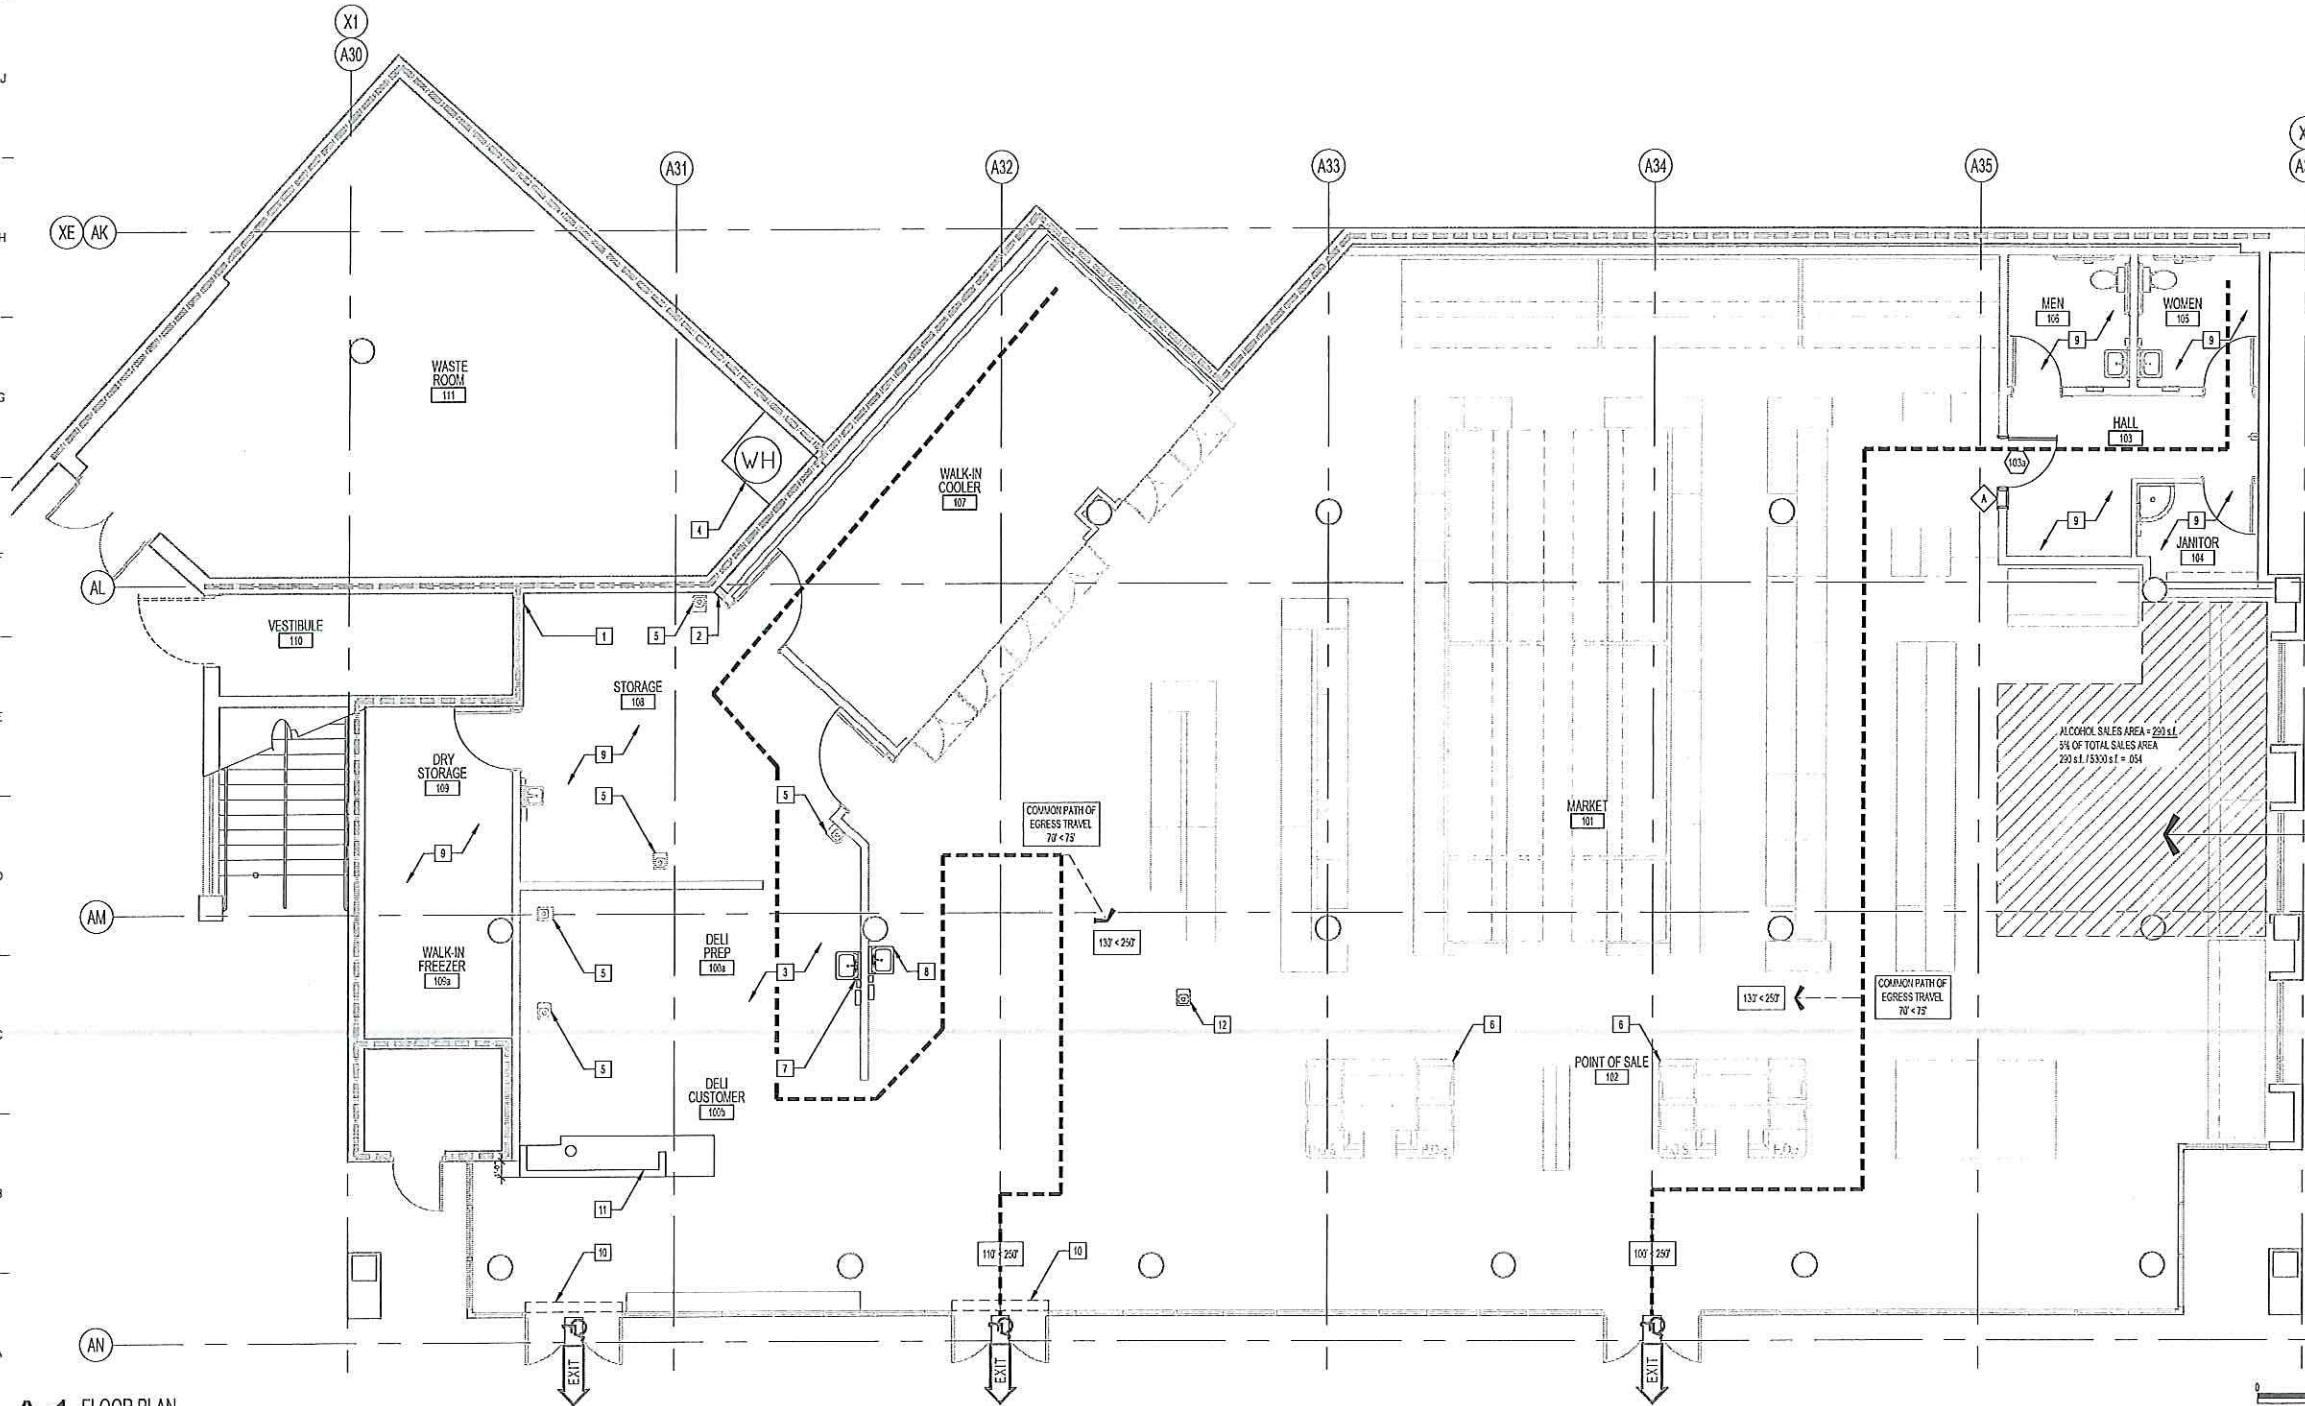 X1
A30
J
A31
A32
A33
A34
A35
XE
AK
H
MEN
106
WOMEN
105
9
9
WASTE
ROOM
111
G
HALL
103
WH
WALK-IN
COOLER
107
103a
A
4
9
9
JANITOR
104
AL
VESTIBULE
110
1
5
2
STORAGE
108
E
ALCOHOL SALES AREA = 290 s.f.
5% OF TOTAL SALES AREA
290 s.f. / 5300 s.f. = .054
9
DRY
STORAGE
109
5
5
COMMON PATH OF
EGRESS TRAVEL
70' < 75'
MARKET
101
9
D
AM
130' < 250'
DELI
PREP
100a
WALK-IN
FREEZER
109a
5
3
8
COMMON PATH OF
EGRESS TRAVEL
70' < 75'
130' < 250'
12
6
6
C
5
7
POINT OF SALE
102
DELI
CUSTOMER
100b
B
11
10
110' < 250'
10
100' < 250'
AN
EXIT
EXIT
EXIT
0
A 1 FLOOR PLAN